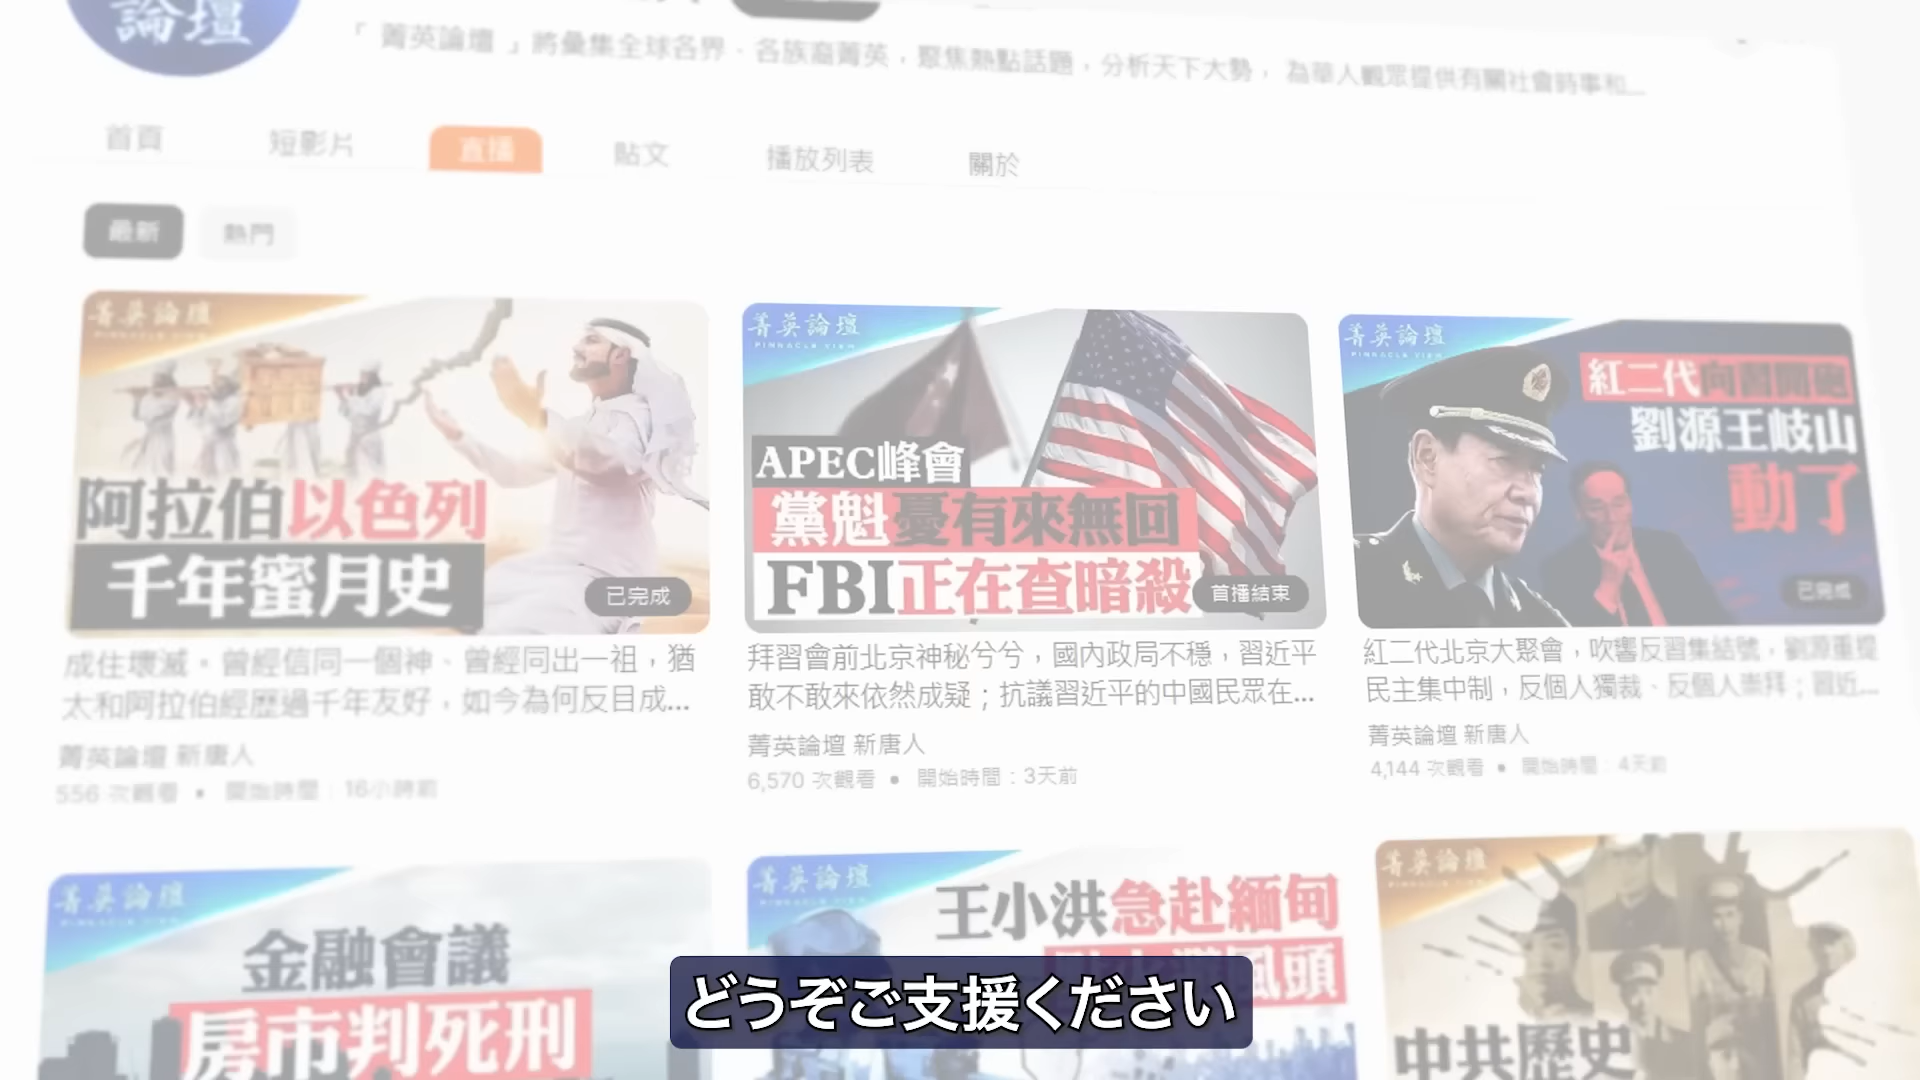 論壇
「 菁英論壇 」將彙集全球各界、各族裔菁英，聚焦熱點話題，分析天下大勢， 為華人觀眾提供有關社會時事和...
首頁 短影片 直播 貼文 播放列表 關於
最新 熱門
菁英論壇
PINNACLE VIEW
阿拉伯以色列
千年蜜月史
已完成
成住壞滅。曾經信同一個神、曾經同出一祖，猶
太和阿拉伯經歷過千年友好，如今為何反目成...
菁英論壇 新唐人
556 次觀看 • 開始時間：16小時前
菁英論壇
PINNACLE VIEW
APEC峰會
黨魁憂有來無回
FBI正在查暗殺
首播結束
拜習會前北京神秘兮兮，國內政局不穩，習近平
敢不敢來依然成疑；抗議習近平的中國民眾在...
菁英論壇 新唐人
6,570 次觀看 • 開始時間：3天前
菁英論壇
PINNACLE VIEW
紅二代向習開砲
劉源王岐山
動了
已完成
紅二代北京大聚會，吹響反習集結號，劉源重提
民主集中制，反個人獨裁、反個人崇拜；習近...
菁英論壇 新唐人
4,144 次觀看 • 開始時間：4天前
菁英論壇
PINNACLE VIEW
金融會議
房市判死刑
菁英論壇
PINNACLE VIEW
王小洪急赴緬甸
風頭
菁英論壇
中共歷史
どうぞご支援ください